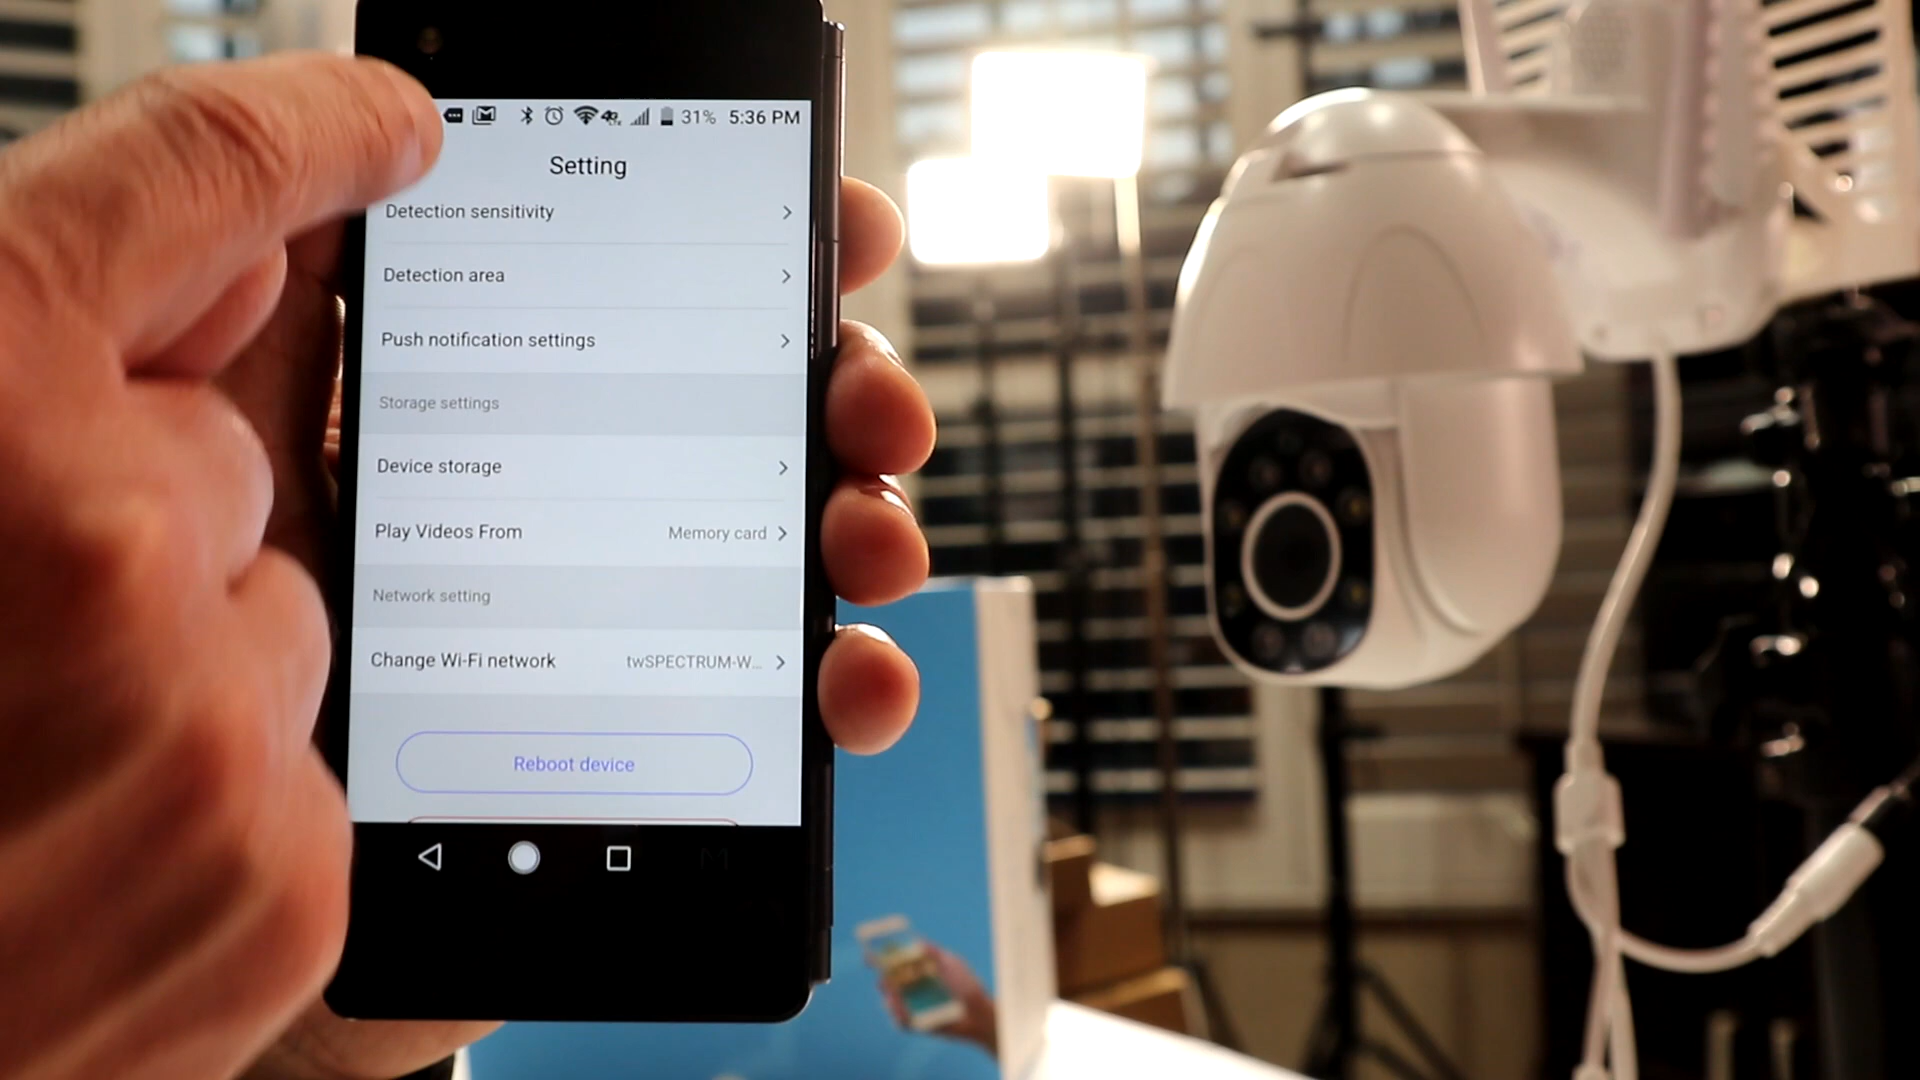 31% 5:36 PM
Setting
Detection sensitivity
Detection area
Push notification settings
Storage settings
Device storage
Play Videos From Memory card
Network setting
Change Wi-Fi network twSPECTRUM-W...
Reboot device